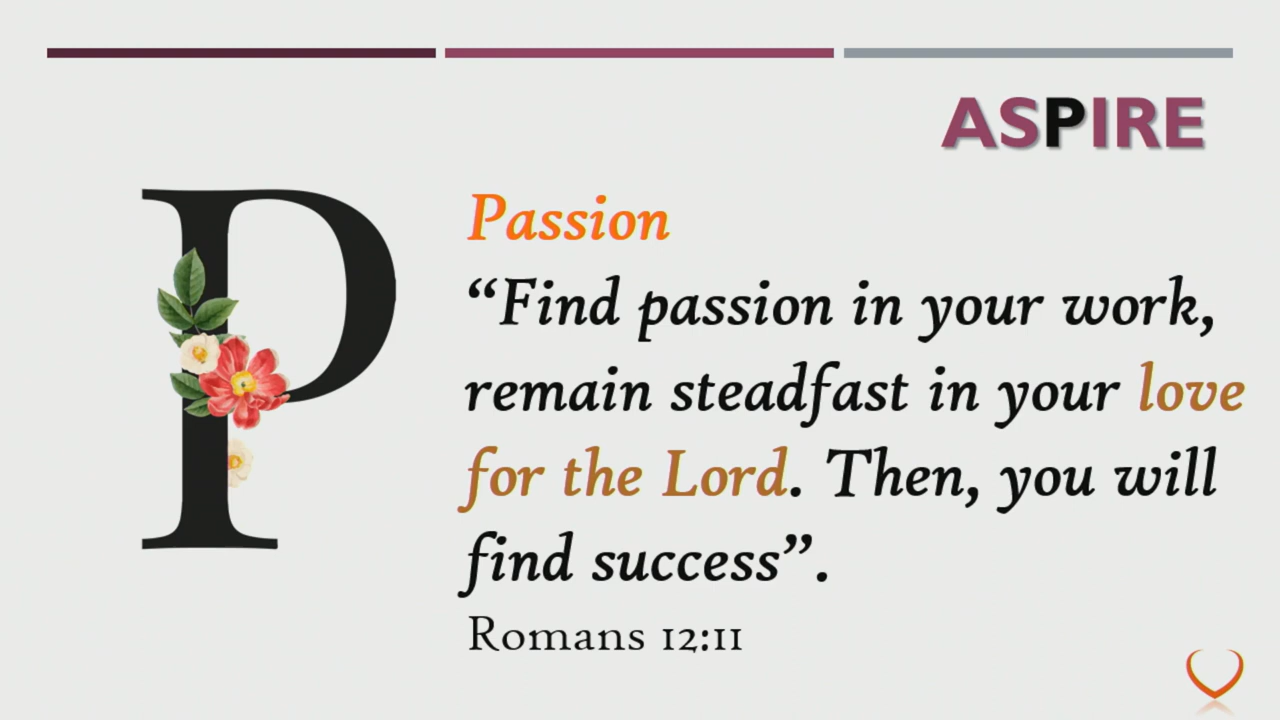 ASPIRE
P
Passion
“Find passion in your work,
remain steadfast in your love
for the Lord. Then, you will
find success”.
Romans 12:11